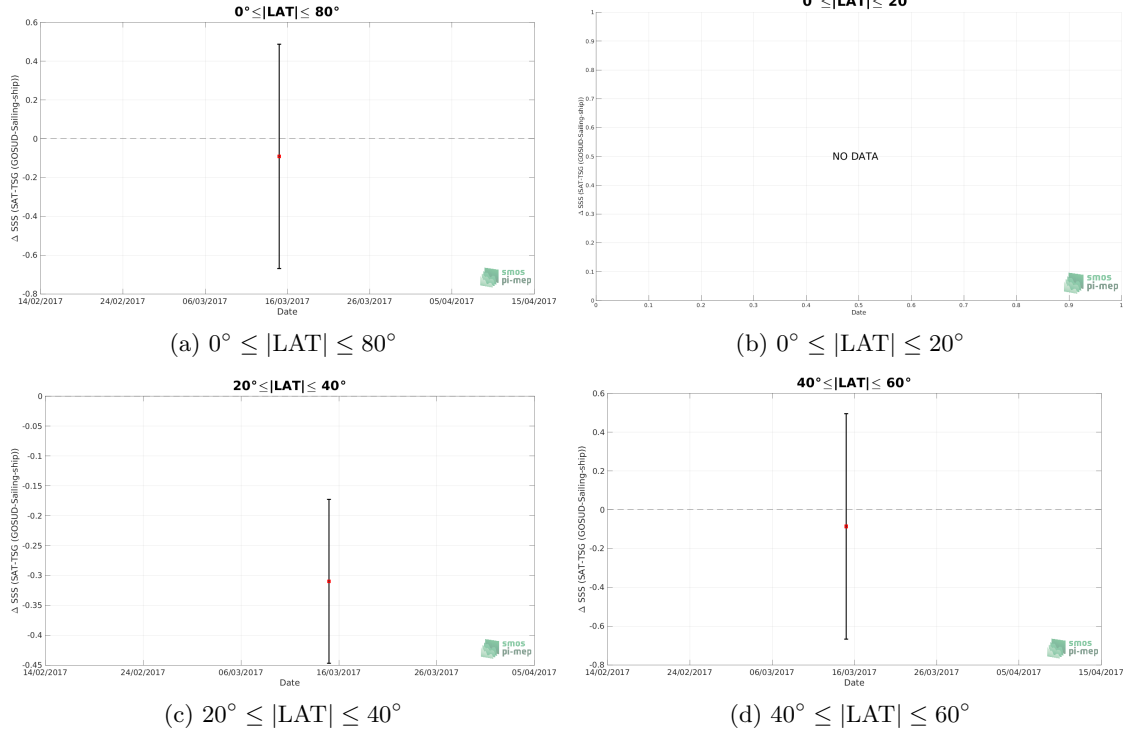 0°≤|LAT|≤ 80°
0.6
0.4
0.2
0
-0.2
-0.4
-0.6
-0.8
Δ SSS (SAT-TSG (GOSUD-Sailing-ship))
14/02/2017 24/02/2017 06/03/2017 16/03/2017 26/03/2017 05/04/2017 15/04/2017
Date
smos
pi-mep
(a) 0° ≤ |LAT| ≤ 80°
0°≤|LAT|≤ 20°
1
0.9
0.8
0.7
0.6
0.5
0.4
0.3
0.2
0.1
0
Δ SSS (SAT-TSG (GOSUD-Sailing-ship))
NO DATA
0 0.1 0.2 0.3 0.4 0.5 0.6 0.7 0.8 0.9 1
Date
smos
pi-mep
(b) 0° ≤ |LAT| ≤ 20°
20°≤|LAT|≤ 40°
0
-0.05
-0.1
-0.15
-0.2
-0.25
-0.3
-0.35
-0.4
-0.45
Δ SSS (SAT-TSG (GOSUD-Sailing-ship))
14/02/2017 24/02/2017 06/03/2017 16/03/2017 26/03/2017 05/04/2017
Date
smos
pi-mep
(c) 20° ≤ |LAT| ≤ 40°
40°≤|LAT|≤ 60°
0.6
0.4
0.2
0
-0.2
-0.4
-0.6
-0.8
Δ SSS (SAT-TSG (GOSUD-Sailing-ship))
14/02/2017 24/02/2017 06/03/2017 16/03/2017 26/03/2017 05/04/2017 15/04/2017
Date
smos
pi-mep
(d) 40° ≤ |LAT| ≤ 60°